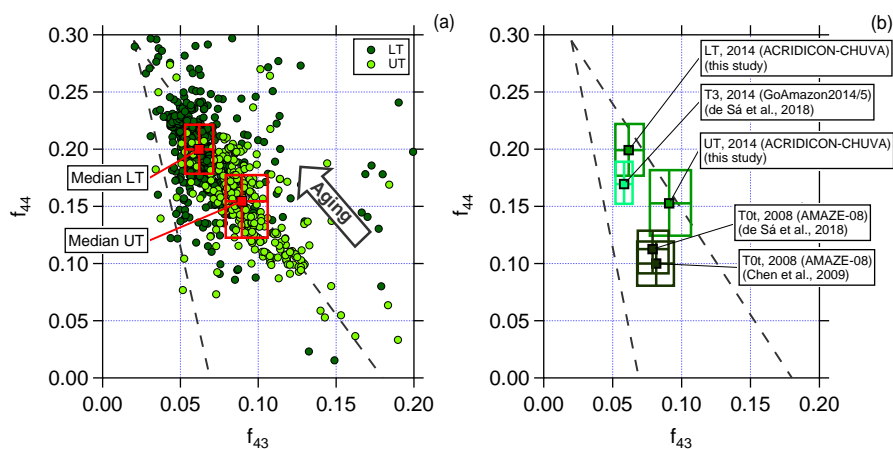 (a)
0.30
0.25
0.20
0.15
0.10
0.05
0.00
f44
LT
UT
Median LT
Median UT
Aging
0.00 0.05 0.10 0.15 0.20
f43
(b)
0.30
0.25
0.20
0.15
0.10
0.05
0.00
f44
LT, 2014 (ACRIDICON-CHUVA)
(this study)
T3, 2014 (GoAmazon2014/5)
(de Sá et al., 2018)
UT, 2014 (ACRIDICON-CHUVA)
(this study)
T0t, 2008 (AMAZE-08)
(de Sá et al., 2018)
T0t, 2008 (AMAZE-08)
(Chen et al., 2009)
0.00 0.05 0.10 0.15 0.20
f43